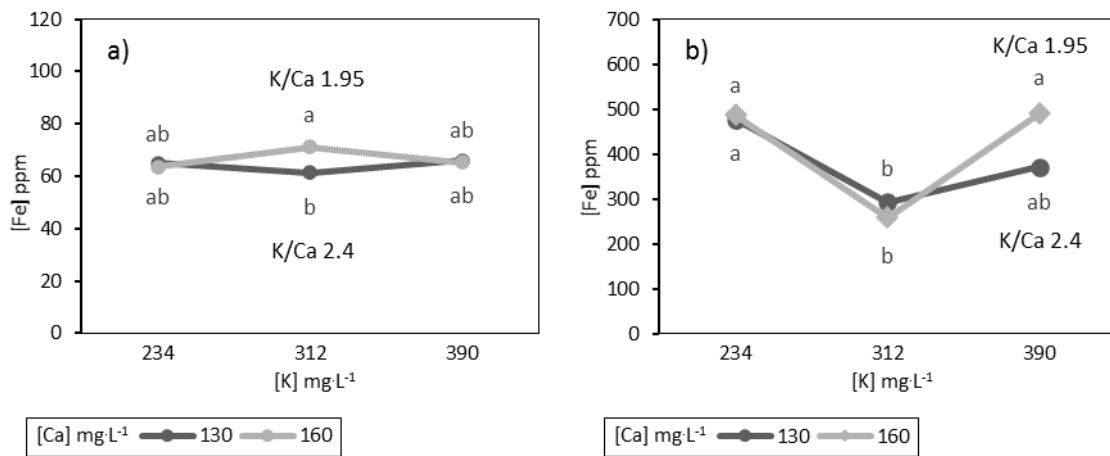 a)
[Fe] ppm
120
100
80
60
40
20
0
K/Ca 1.95
ab
a
ab
ab
b
ab
K/Ca 2.4
234
312
390
[K] mg·L-1
[Ca] mg·L-1
130
160
b)
[Fe] ppm
700
600
500
400
300
200
100
0
K/Ca 1.95
a
a
a
b
ab
b
K/Ca 2.4
234
312
390
[K] mg·L-1
[Ca] mg·L-1
130
160